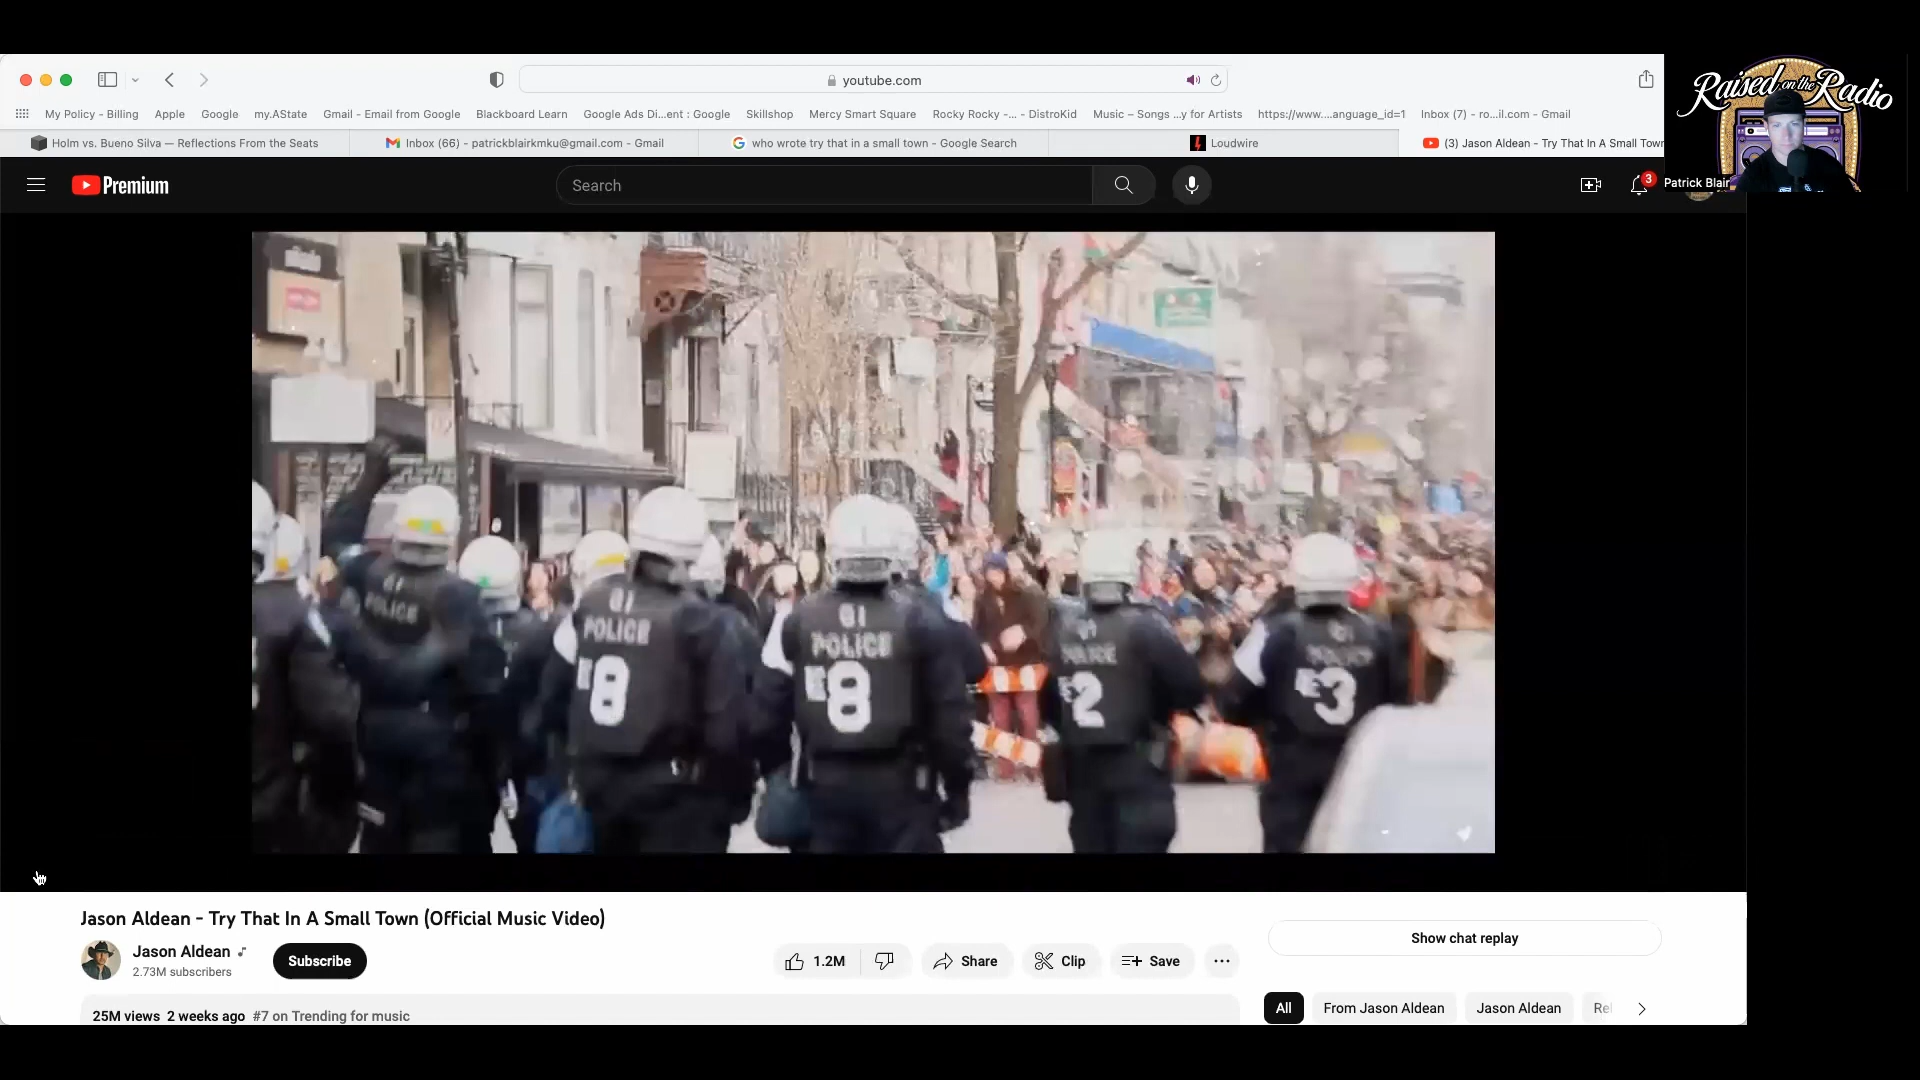 youtube.com
Raised on the Radio
My Policy - Billing Apple Google my.AState Gmail - Email from Google Blackboard Learn Google Ads Di...ent : Google Skillshop Mercy Smart Square Rocky Rocky -... - DistroKid Music – Songs ...y for Artists https://www....anguage_id=1 Inbox (7) - ro...il.com - Gmail
Holm vs. Bueno Silva — Reflections From the Seats Inbox (66) - patrickblairkmku@gmail.com - Gmail who wrote try that in a small town - Google Search Loudwire (3) Jason Aldean - Try That In A Small Town
Premium
Search
3
Patrick Blair
POLICE
POLICE
8
POLICE
E8
POLICE
E2
E3
Jason Aldean - Try That In A Small Town (Official Music Video)
Jason Aldean
2.73M subscribers
Subscribe
1.2M
Share
Clip
Save
Show chat replay
25M views 2 weeks ago #7 on Trending for music
All
From Jason Aldean
Jason Aldean
Rel